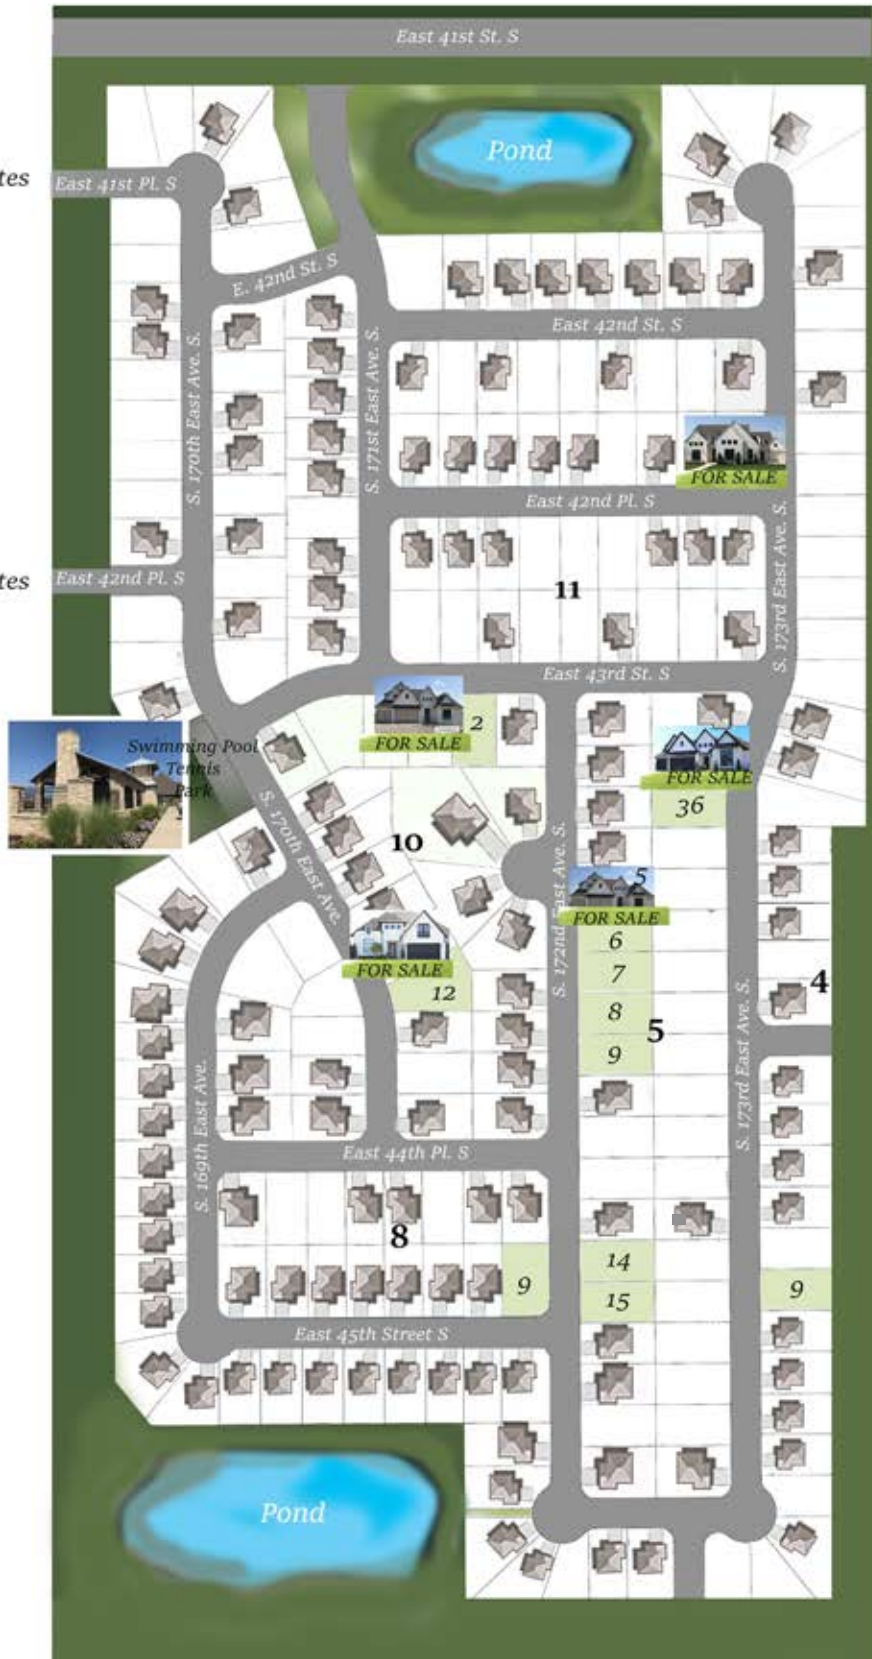 East 41st St. S
Pond
tes
East 41st Pl. S
E. 42nd St. S
East 42nd St. S
S. 170th East Ave. S.
S. 171st East Ave. S.
FOR SALE
East 42nd Pl. S
S. 173rd East Ave. S.
tes
East 42nd Pl. S
11
East 43rd St. S
2
FOR SALE
Swimming Pool
Tennis
Park
FOR SALE
36
S. 170th East Ave.
10
S. 172nd East Ave. S.
5
FOR SALE
6
FOR SALE
7
12
4
8
5
9
S. 173rd East Ave. S.
S. 169th East Ave.
East 44th Pl. S
8
14
9
9
15
East 45th Street S
Pond